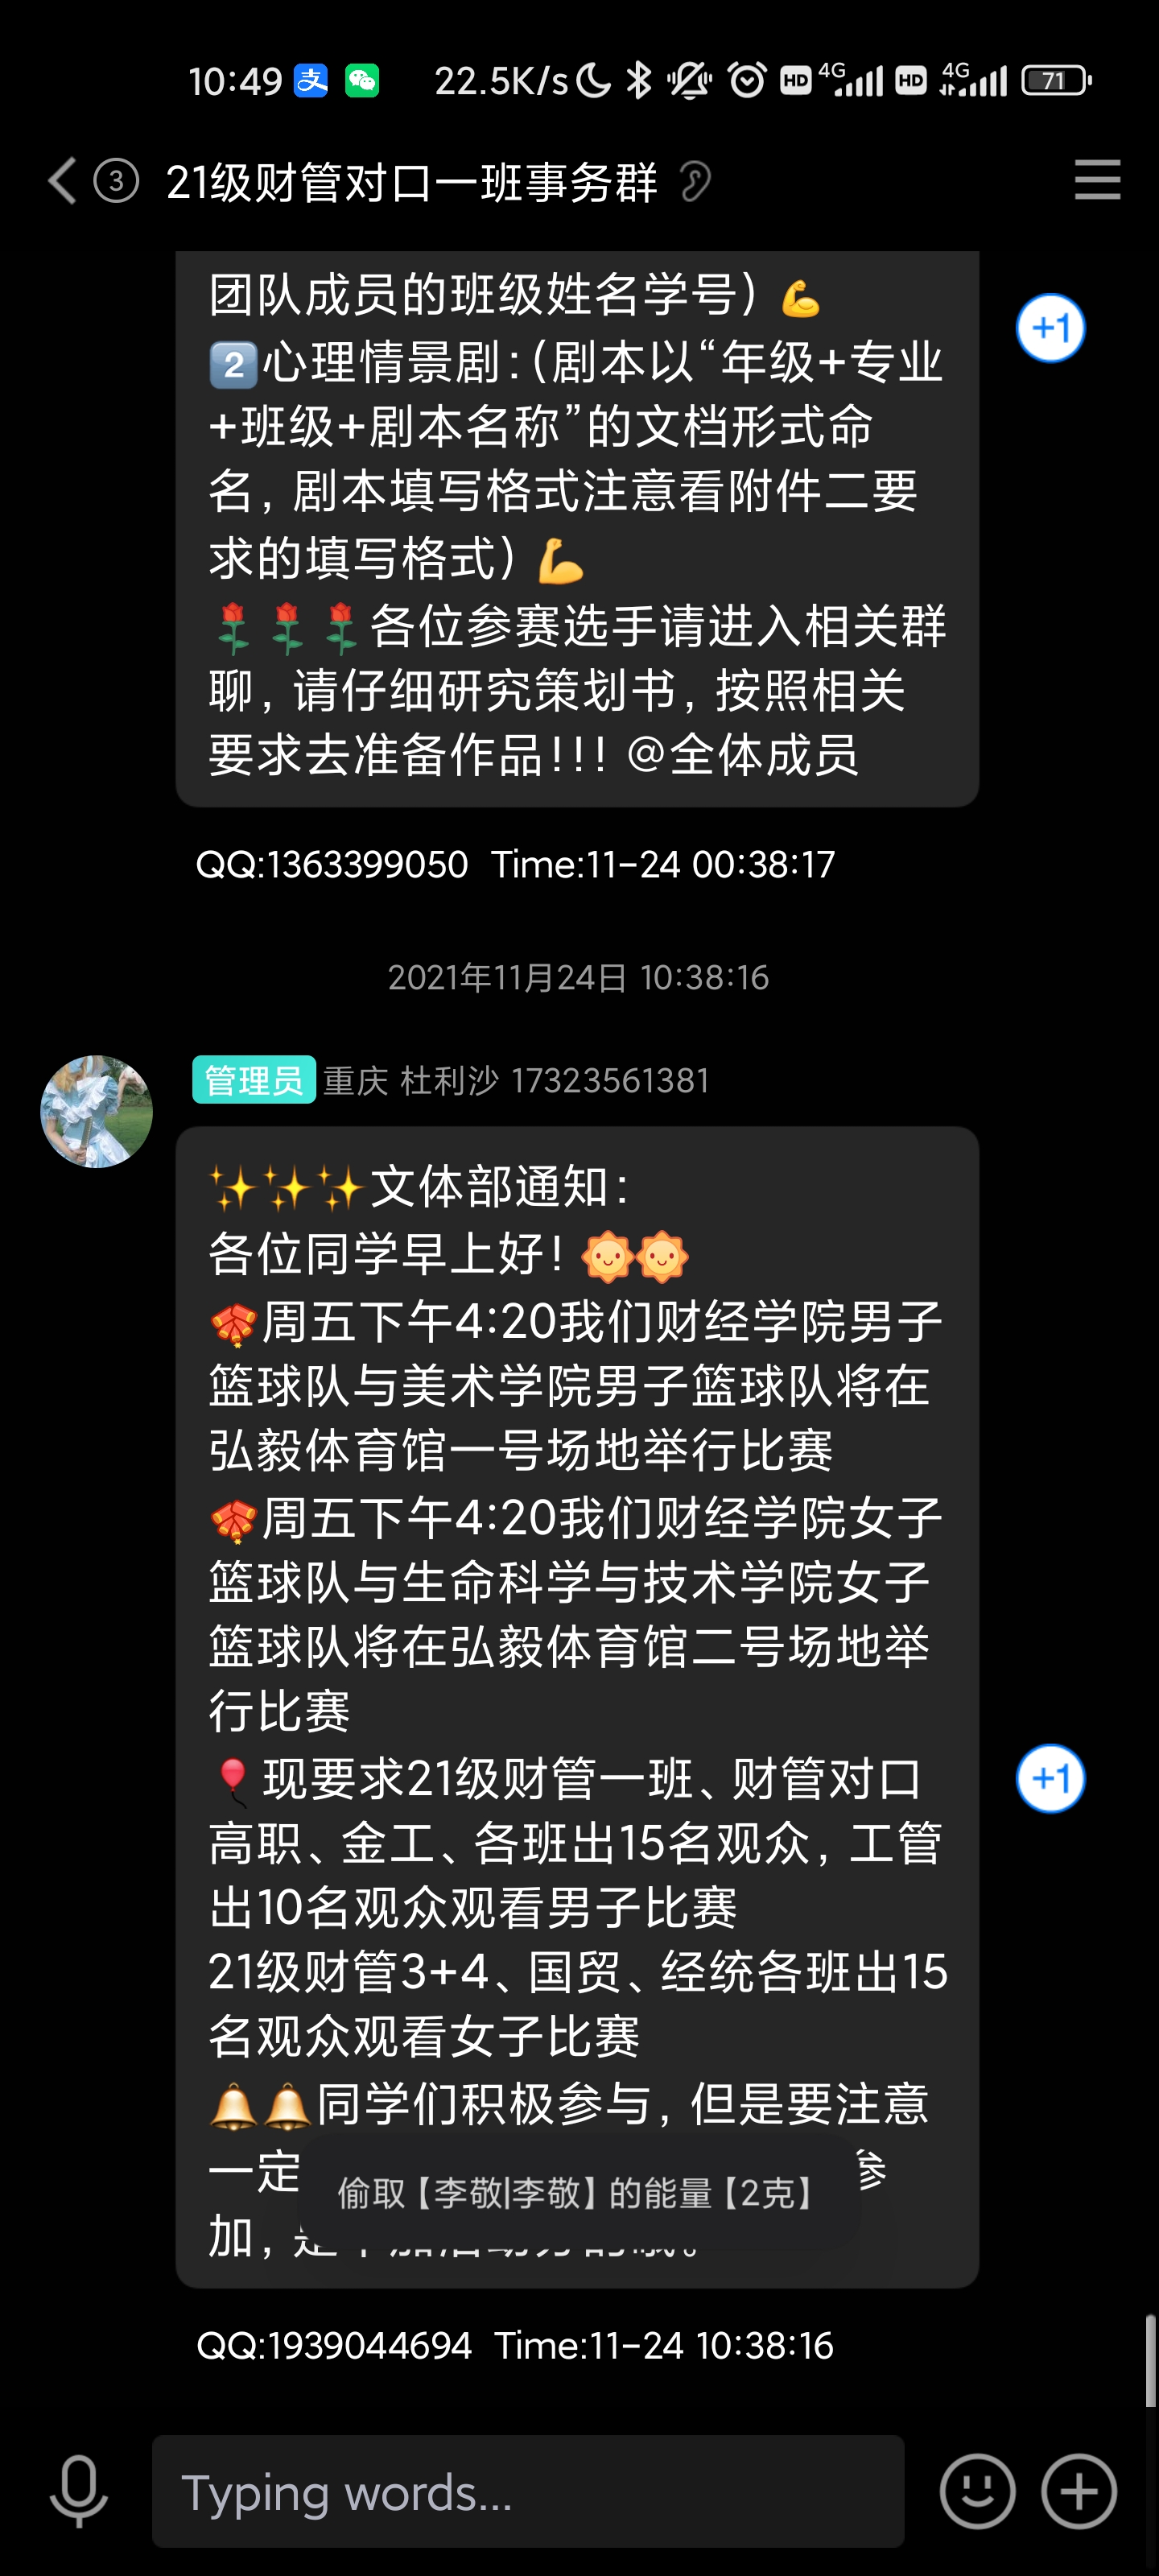 10:49 支 22.5K/s HD 4G HD 4G 71
3 21级财管对口一班事务群
团队成员的班级姓名学号）💪
2️⃣心理情景剧：（剧本以“年级+专业
+班级+剧本名称”的文档形式命
名，剧本填写格式注意看附件二要
求的填写格式）💪
🌹🌹🌹各位参赛选手请进入相关群
聊，请仔细研究策划书，按照相关
要求去准备作品！！！@全体成员
+1
QQ:1363399050 Time:11-24 00:38:17
2021年11月24日 10:38:16
管理员 重庆 杜利沙 17323561381
✨✨✨文体部通知：
各位同学早上好！🌞🌞
🧨周五下午4:20我们财经学院男子
篮球队与美术学院男子篮球队将在
弘毅体育馆一号场地举行比赛
🧨周五下午4:20我们财经学院女子
篮球队与生命科学与技术学院女子
篮球队将在弘毅体育馆二号场地举
行比赛
🎈现要求21级财管一班、财管对口
高职、金工、各班出15名观众，工管
出10名观众观看男子比赛
21级财管3+4、国贸、经统各班出15
名观众观看女子比赛
+1
🔔🔔同学们积极参与，但是要注意
一定 参
加，
偷取【李敬|李敬】的能量【2克】
QQ:1939044694 Time:11-24 10:38:16
Typing words...